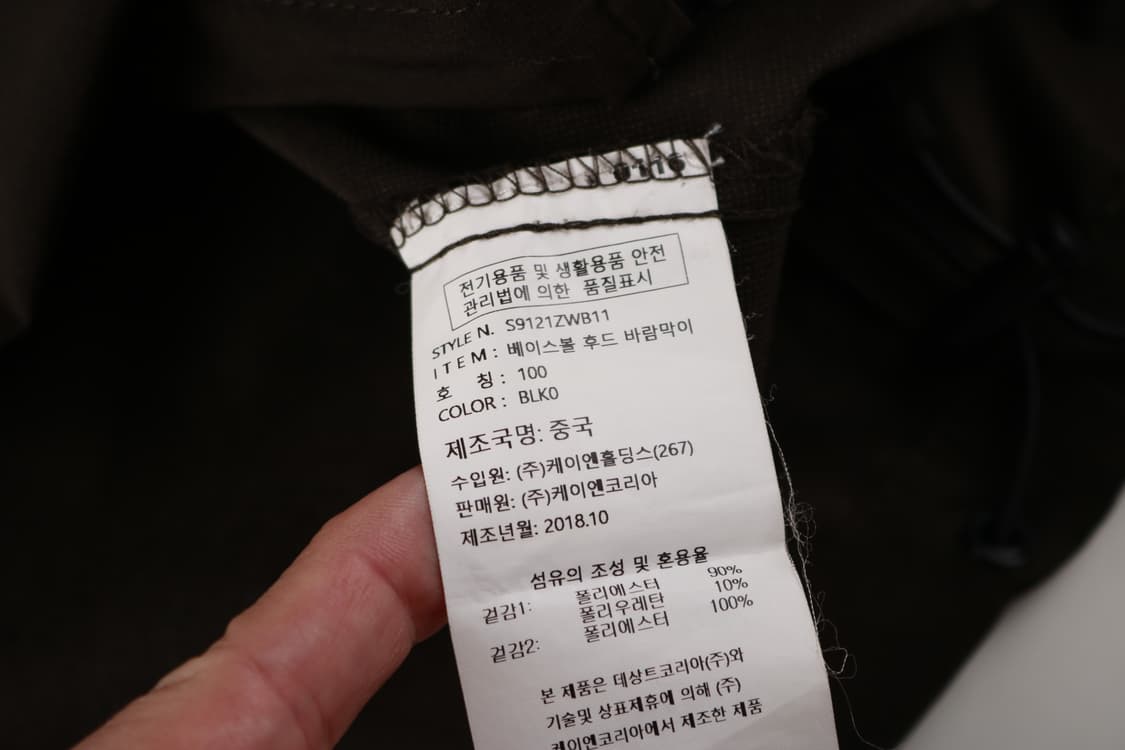 전기용품 및 생활용품 안전
관리법에 의한 품질표시
STYLE N. S9121ZWB11
ITEM : 베이스볼 후드 바람막이
호 칭 : 100
COLOR : BLK0
제조국명: 중국
수입원: (주)케이엔홀딩스(267)
판매원: (주)케이엔코리아
제조년월: 2018.10
섬유의 조성 및 혼용율
겉감1: 폴리에스터 90%
폴리우레탄 10%
겉감2: 폴리에스터 100%
본 제품은 데상트코리아(주)와
기술및 상표제휴에 의해 (주)
케이엔코리아에서 제조한 제품